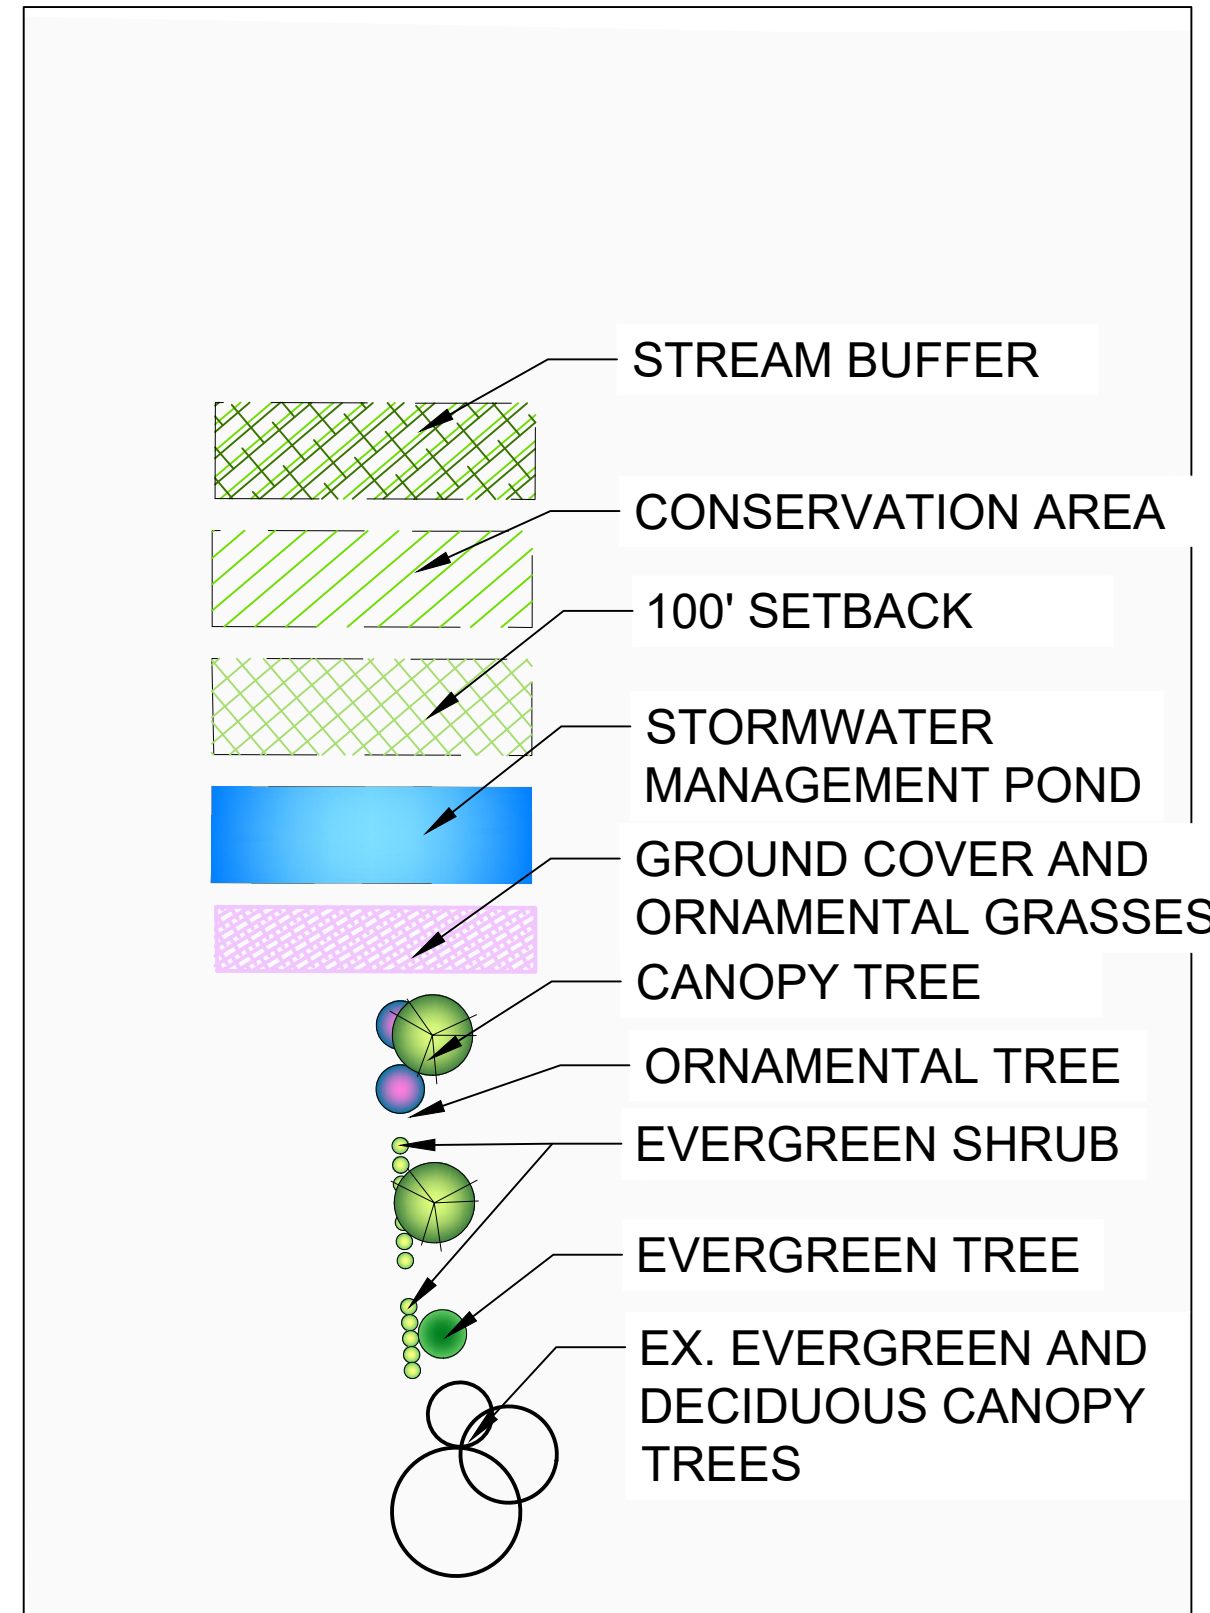 STREAM BUFFER
CONSERVATION AREA
100' SETBACK
STORMWATER
MANAGEMENT POND
GROUND COVER AND
ORNAMENTAL GRASSES
CANOPY TREE
ORNAMENTAL TREE
EVERGREEN SHRUB
EVERGREEN TREE
EX. EVERGREEN AND
DECIDUOUS CANOPY
TREES